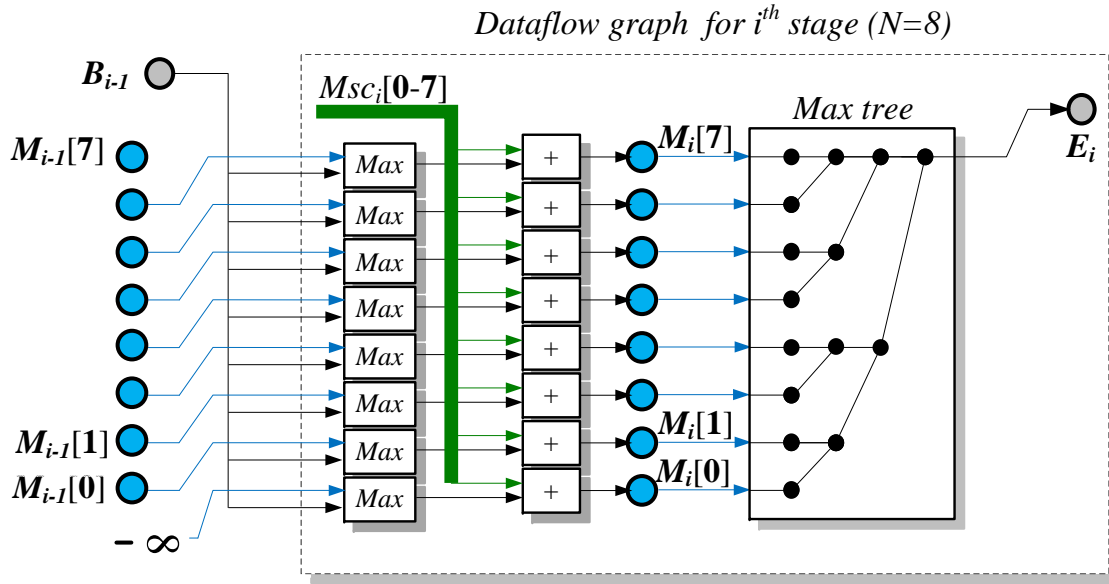 Dataflow graph for iᵗʰ stage (N=8)
Bᵢ₋₁
Mscᵢ[0-7]
Max tree
Mᵢ₋₁[7]
Max
+
Mᵢ[7]
Eᵢ
Max
+
Max
+
Max
+
Max
+
Max
+
Mᵢ₋₁[1]
Max
+
Mᵢ[1]
Mᵢ₋₁[0]
Max
+
Mᵢ[0]
- ∞